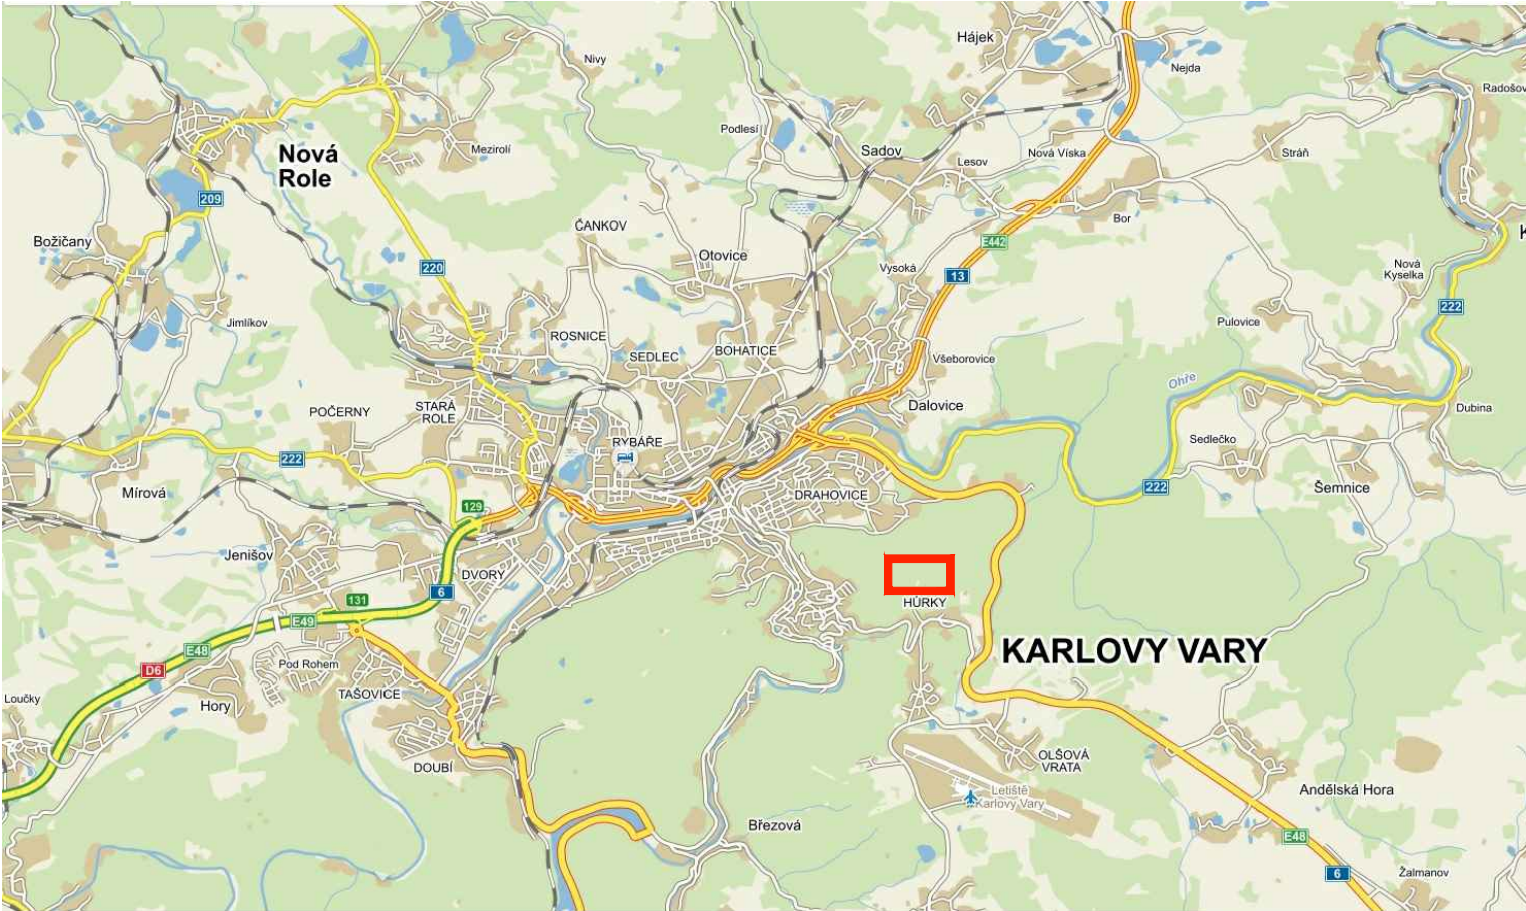 Hájek
Nivy
Nejda
Radošov
Podlesí
Mezirolí
Sadov
Nová
Role
Lesov
Nová Víska
Stráň
209
Bor
ČANKOV
Božičany
E442
Otovice
220
Vysoká
13
Nová
Kyselka
222
Jimlíkov
Pulovice
ROSNICE
SEDLEC
BOHATICE
Všeborovice
Ohře
POČERNY
STARÁ
ROLE
Dalovice
Dubina
RYBÁŘE
Sedlečko
222
Mírová
DRAHOVICE
222
Šemnice
129
Jenišov
DVORY
6
131
HŮRKY
E49
E48
KARLOVY VARY
Pod Rohem
D6
TAŠOVICE
Loučky
Hory
DOUBÍ
OLŠOVÁ
VRATA
Letiště
Karlovy Vary
Andělská Hora
Březová
E48
6
Žalmanov